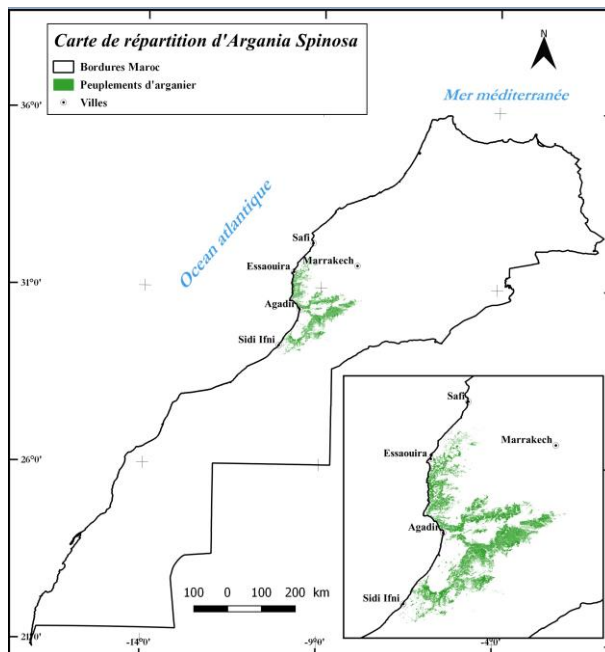 Carte de répartition d'Argania Spinosa
Bordures Maroc
Peuplements d'arganier
Villes
N
Mer méditerranée
36°0'
Ocean atlantique
Safi
Marrakech
Essaouira
31°0'
Agadir
Sidi Ifni
Safi
Marrakech
Essaouira
26°0'
Agadir
100 0 100 200 km
Sidi Ifni
21°0'
-14°0'
-9°0'
-4°0'